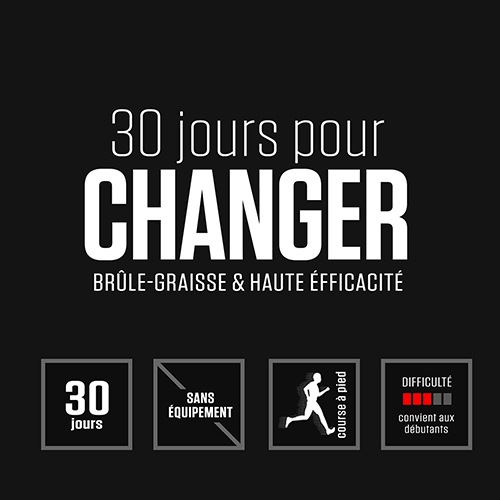 30 jours pour
CHANGER
BRÛLE-GRAISSE & HAUTE ÉFFICACITÉ
30
jours
SANS
ÉQUIPEMENT
course à pied
DIFFICULTÉ
convient aux
débutants